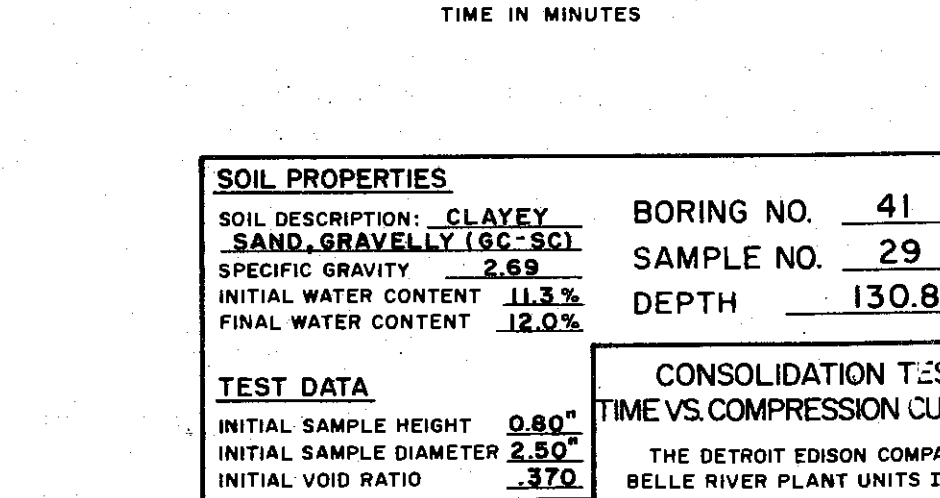 TIME IN MINUTES
SOIL PROPERTIES
SOIL DESCRIPTION: CLAYEY
SAND, GRAVELLY (GC-SC)
SPECIFIC GRAVITY 2.69
INITIAL WATER CONTENT 11.3%
FINAL WATER CONTENT 12.0%
BORING NO. 41
SAMPLE NO. 29
DEPTH 130.8
TEST DATA
INITIAL SAMPLE HEIGHT 0.80"
INITIAL SAMPLE DIAMETER 2.50"
INITIAL VOID RATIO .370
CONSOLIDATION TES
TIME VS. COMPRESSION CU
THE DETROIT EDISON COMPA
BELLE RIVER PLANT UNITS I